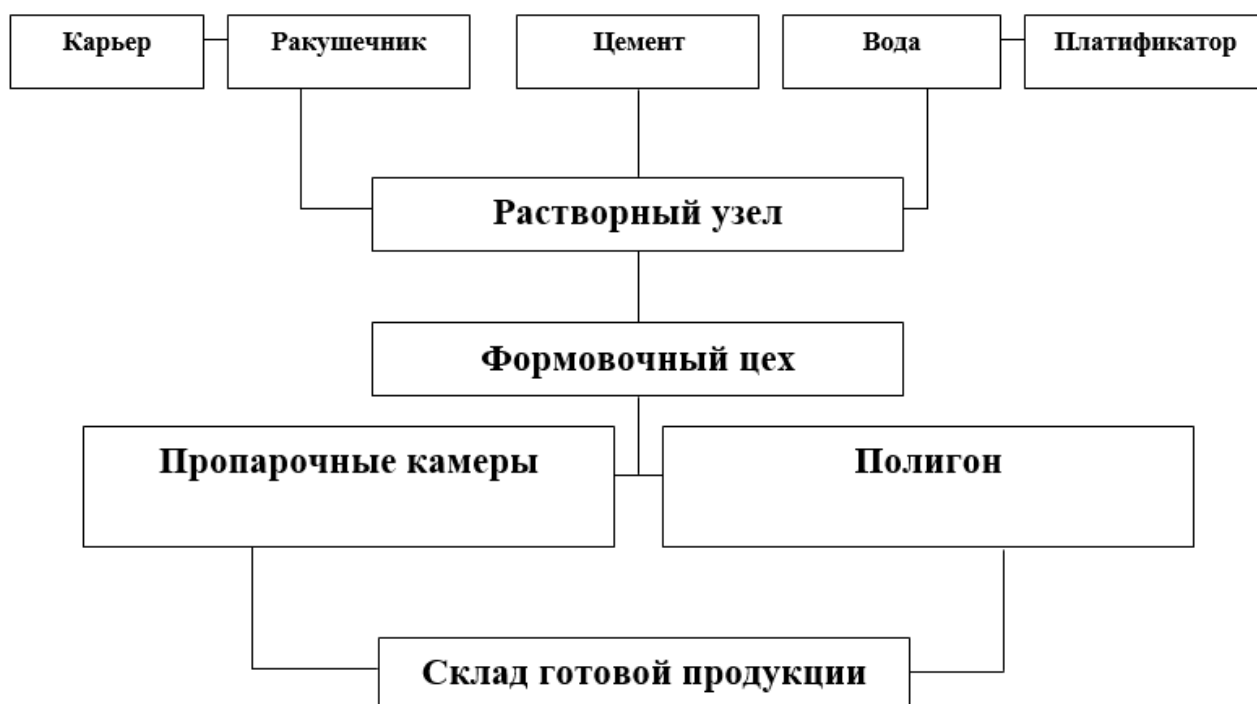 Карьер
Ракушечник
Цемент
Вода
Платификатор
Растворный узел
Формовочный цех
Пропарочные камеры
Полигон
Склад готовой продукции